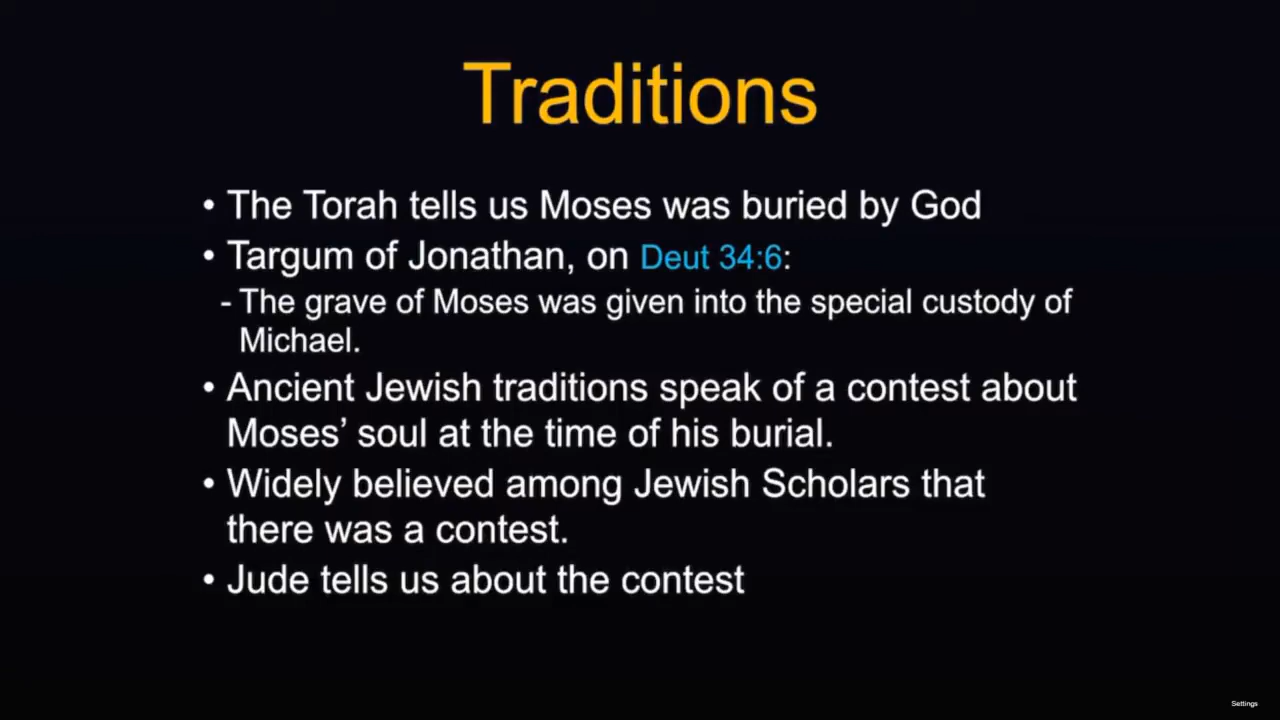 Traditions
• The Torah tells us Moses was buried by God
• Targum of Jonathan, on Deut 34:6:
- The grave of Moses was given into the special custody of
Michael.
• Ancient Jewish traditions speak of a contest about
Moses’ soul at the time of his burial.
• Widely believed among Jewish Scholars that
there was a contest.
• Jude tells us about the contest
Settings